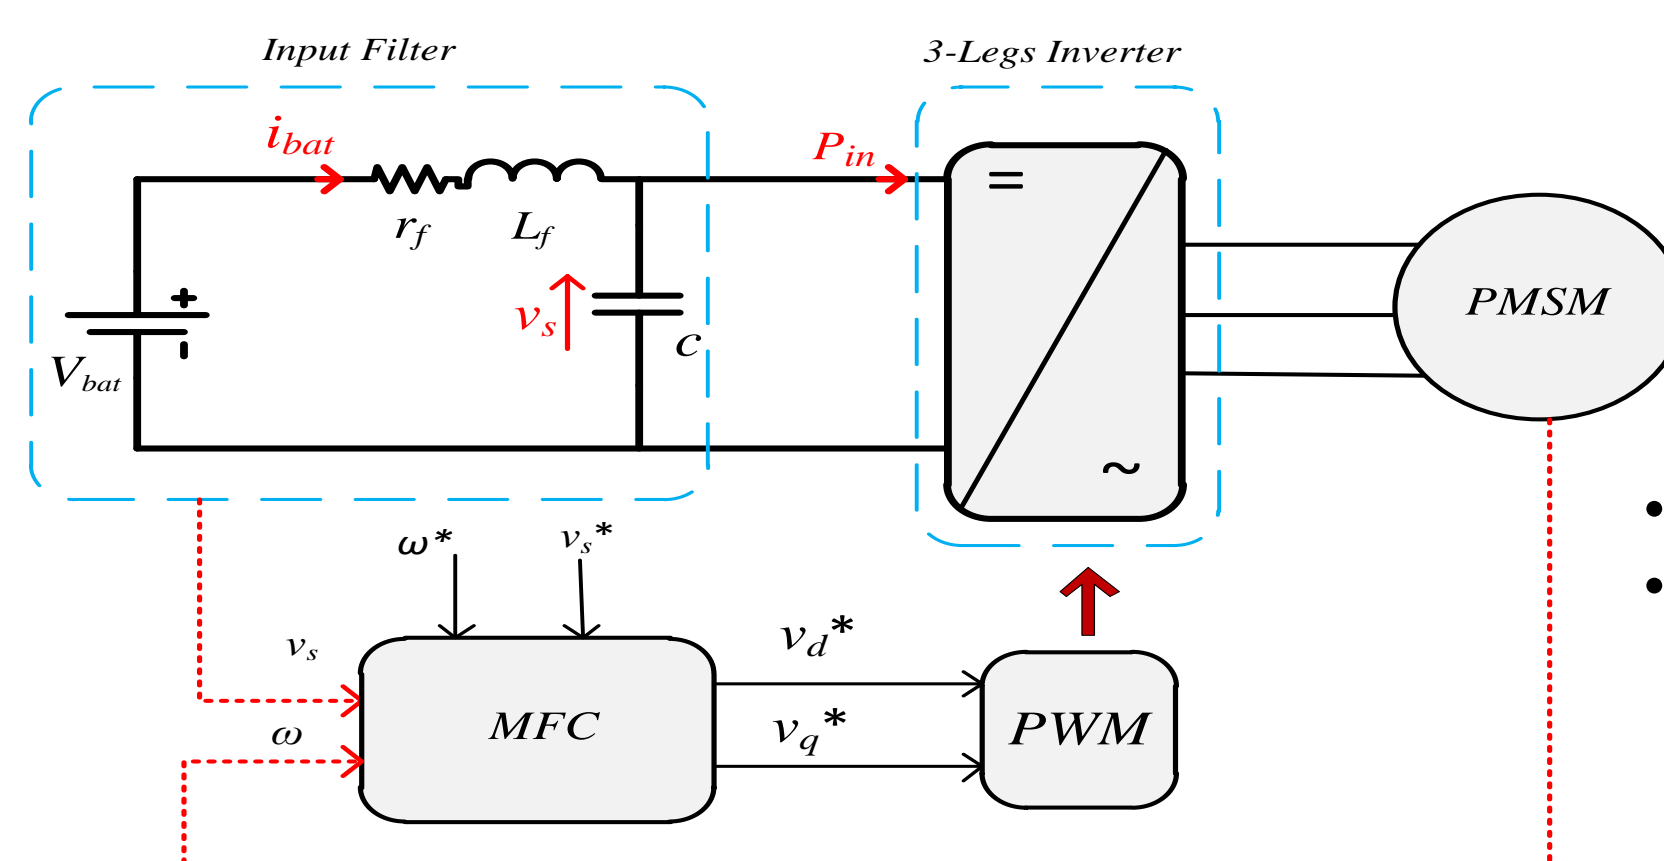 Input Filter
3-Legs Inverter
i_bat
P_in
=
r_f
L_f
+
v_s
PMSM
-
c
V_bat
~
ω*
v_s*
v_d*
v_s
MFC
v_q*
PWM
ω